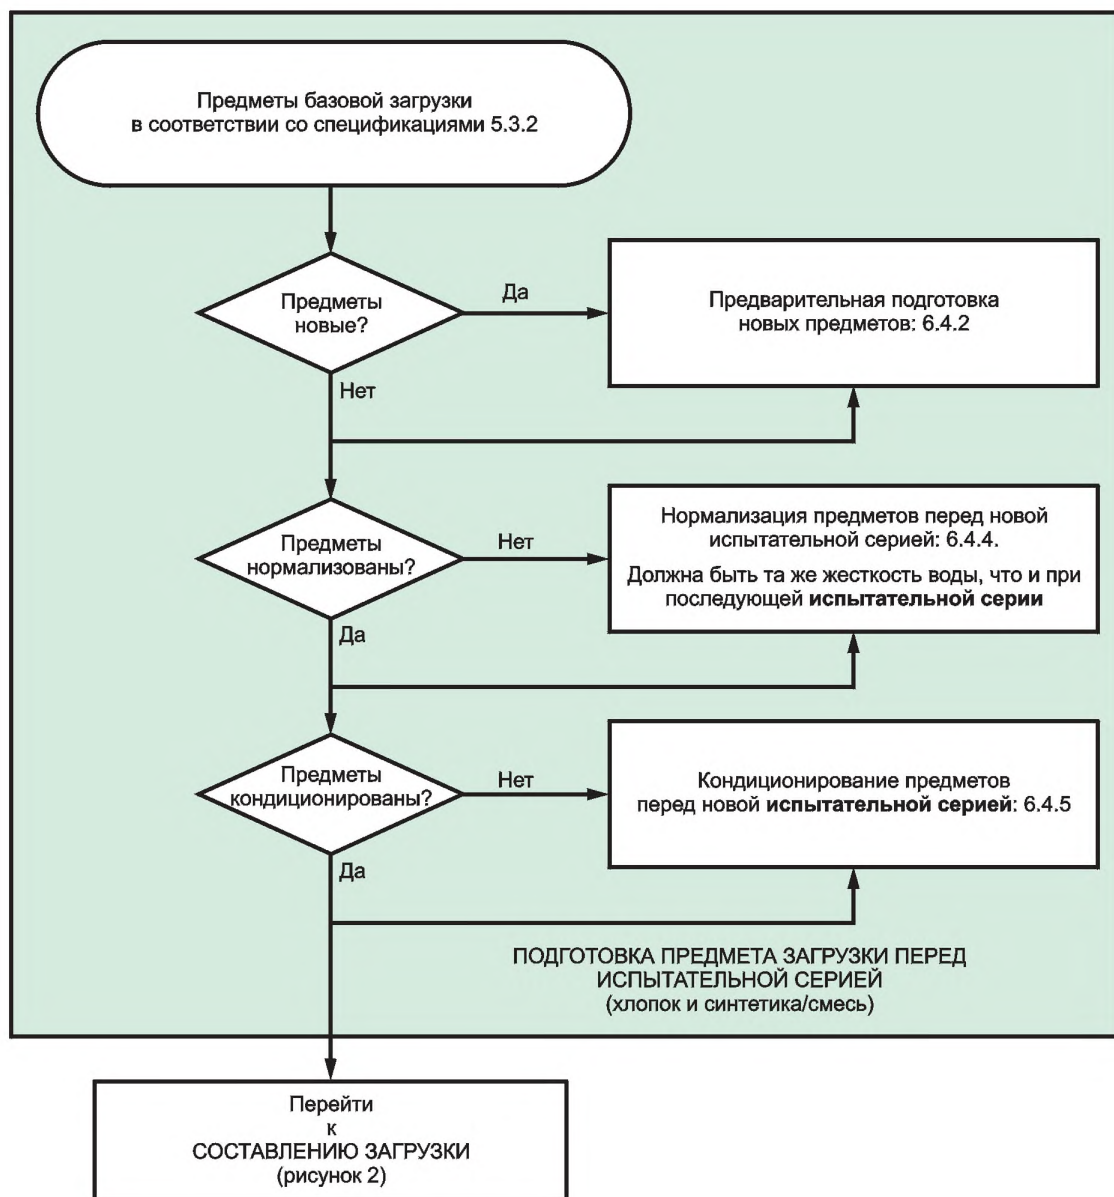 Предметы базовой загрузки
в соответствии со спецификациями 5.3.2
Предметы
новые?
Да
Предварительная подготовка
новых предметов: 6.4.2
Нет
Предметы
нормализованы?
Нет
Нормализация предметов перед новой
испытательной серией: 6.4.4.
Должна быть та же жесткость воды, что и при
последующей испытательной серии
Да
Предметы
кондиционированы?
Нет
Кондиционирование предметов
перед новой испытательной серией: 6.4.5
Да
ПОДГОТОВКА ПРЕДМЕТА ЗАГРУЗКИ ПЕРЕД
ИСПЫТАТЕЛЬНОЙ СЕРИЕЙ
(хлопок и синтетика/смесь)
Перейти
к
СОСТАВЛЕНИЮ ЗАГРУЗКИ
(рисунок 2)